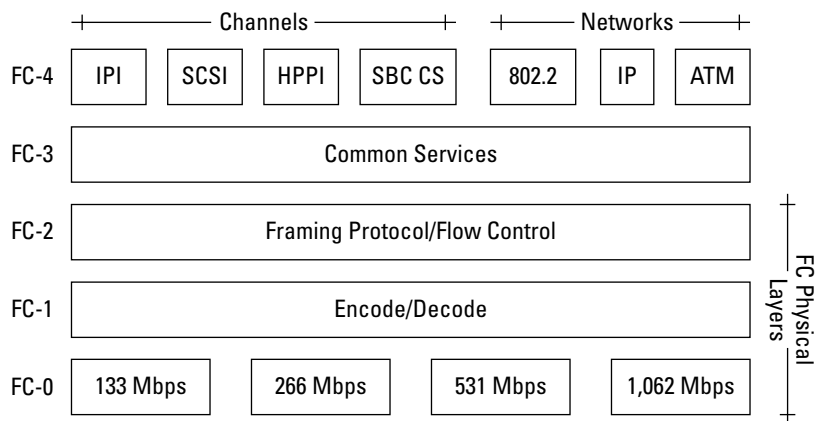 Channels Networks
FC-4 IPI SCSI HPPI SBC CS 802.2 IP ATM
FC-3 Common Services
FC-2 Framing Protocol/Flow Control
FC-1 Encode/Decode
FC-0 133 Mbps 266 Mbps 531 Mbps 1,062 Mbps
FC Physical
Layers